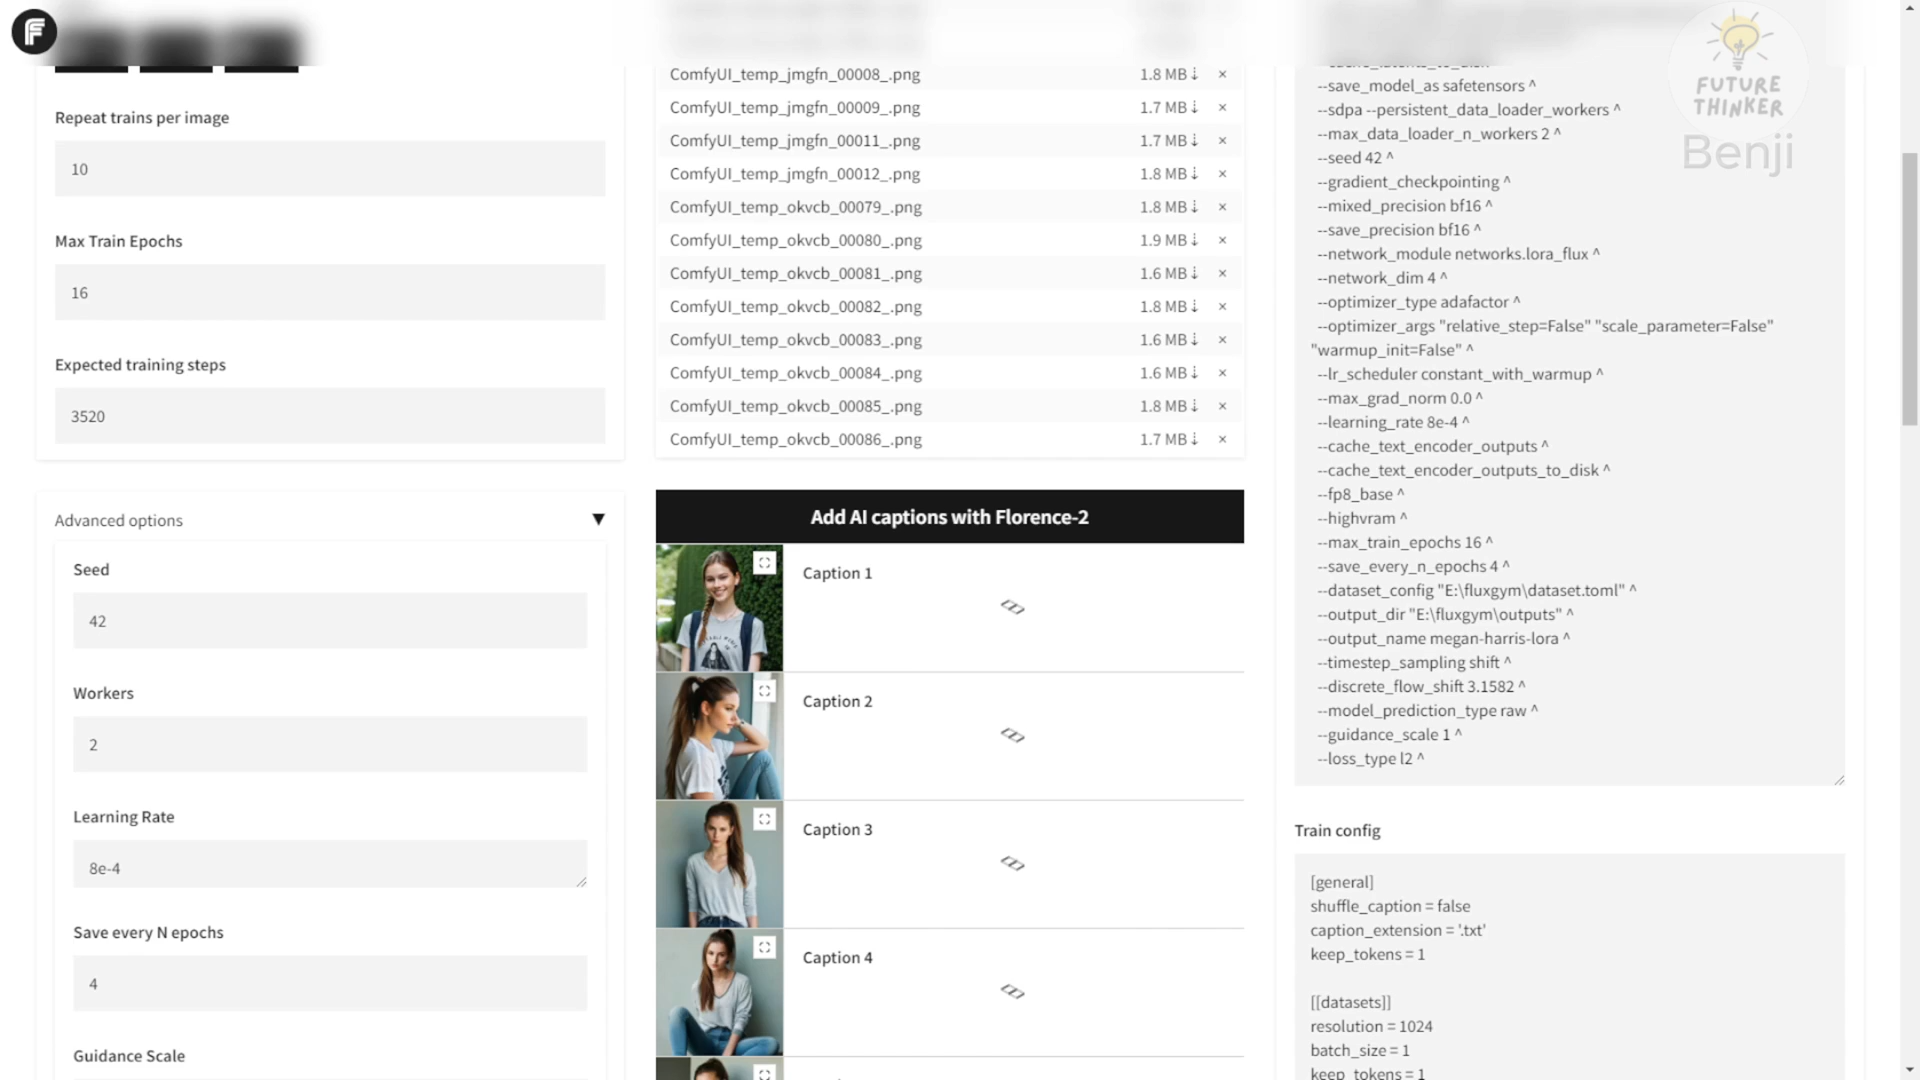 FUTURE
THINKER
Benji
Repeat trains per image
10
Max Train Epochs
16
Expected training steps
3520
Advanced options
Seed
42
Workers
2
Learning Rate
8e-4
Save every N epochs
4
Guidance Scale
ComfyUI_temp_jmgfn_00008_.png 1.8 MB ⇣ ×
ComfyUI_temp_jmgfn_00009_.png 1.7 MB ⇣ ×
ComfyUI_temp_jmgfn_00011_.png 1.7 MB ⇣ ×
ComfyUI_temp_jmgfn_00012_.png 1.8 MB ⇣ ×
ComfyUI_temp_okvcb_00079_.png 1.8 MB ⇣ ×
ComfyUI_temp_okvcb_00080_.png 1.9 MB ⇣ ×
ComfyUI_temp_okvcb_00081_.png 1.6 MB ⇣ ×
ComfyUI_temp_okvcb_00082_.png 1.8 MB ⇣ ×
ComfyUI_temp_okvcb_00083_.png 1.6 MB ⇣ ×
ComfyUI_temp_okvcb_00084_.png 1.6 MB ⇣ ×
ComfyUI_temp_okvcb_00085_.png 1.8 MB ⇣ ×
ComfyUI_temp_okvcb_00086_.png 1.7 MB ⇣ ×
Add AI captions with Florence-2
Caption 1
Caption 2
Caption 3
Caption 4
--save_model_as safetensors ^
--sdpa --persistent_data_loader_workers ^
--max_data_loader_n_workers 2 ^
--seed 42 ^
--gradient_checkpointing ^
--mixed_precision bf16 ^
--save_precision bf16 ^
--network_module networks.lora_flux ^
--network_dim 4 ^
--optimizer_type adafactor ^
--optimizer_args "relative_step=False" "scale_parameter=False"
"warmup_init=False" ^
--lr_scheduler constant_with_warmup ^
--max_grad_norm 0.0 ^
--learning_rate 8e-4 ^
--cache_text_encoder_outputs ^
--cache_text_encoder_outputs_to_disk ^
--fp8_base ^
--highvram ^
--max_train_epochs 16 ^
--save_every_n_epochs 4 ^
--dataset_config "E:\fluxgym\dataset.toml" ^
--output_dir "E:\fluxgym\outputs" ^
--output_name megan-harris-lora ^
--timestep_sampling shift ^
--discrete_flow_shift 3.1582 ^
--model_prediction_type raw ^
--guidance_scale 1 ^
--loss_type l2 ^
Train config
[general]
shuffle_caption = false
caption_extension = '.txt'
keep_tokens = 1
[[datasets]]
resolution = 1024
batch_size = 1
keep_tokens = 1